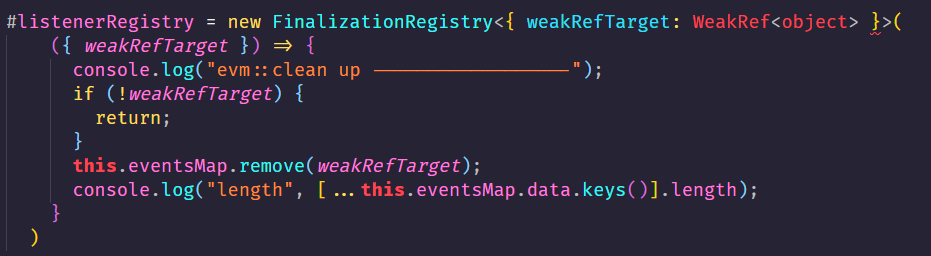 #listenerRegistry = new FinalizationRegistry<{ weakRefTarget: WeakRef<object> }>(
({ weakRefTarget }) => {
console.log("evm::clean up ------------------");
if (!weakRefTarget) {
return;
}
this.eventsMap.remove(weakRefTarget);
console.log("length", [...this.eventsMap.data.keys()].length);
}
)